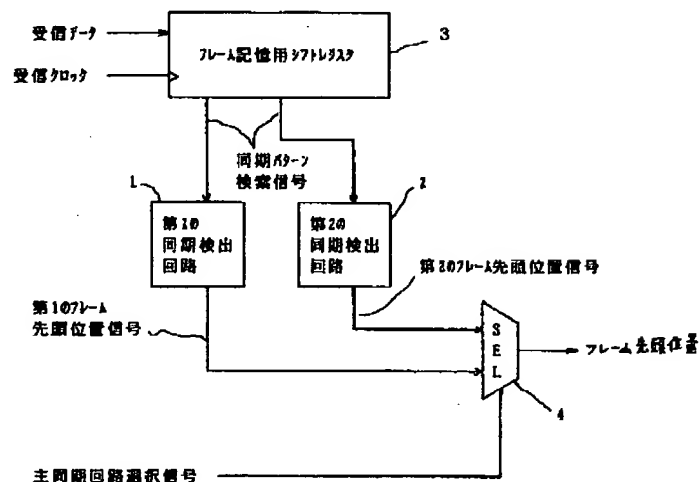 受信データ
受信クロック
フレーム記憶用シフトレジスタ
3
同期パターン
検索信号
1
第1の
同期検出
回路
2
第2の
同期検出
回路
第2のフレーム先頭位置信号
第1のフレーム
先頭位置信号
S
E
L
フレーム先頭位置
4
主同期回路選択信号